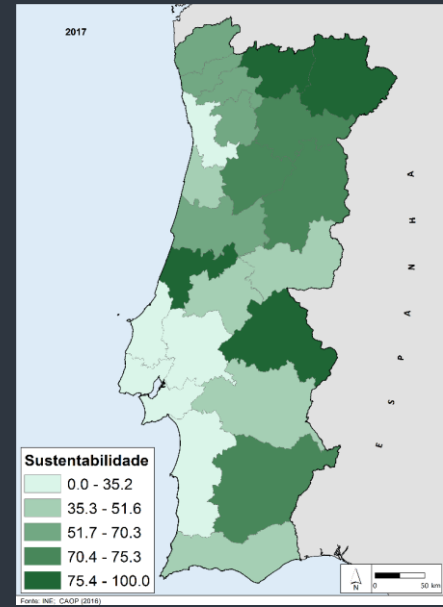 2017
ESPANHA
Sustentabilidade
0.0 - 35.2
35.3 - 51.6
51.7 - 70.3
70.4 - 75.3
75.4 - 100.0
N
0 50 km
Fonte: INE; CAOP (2016)